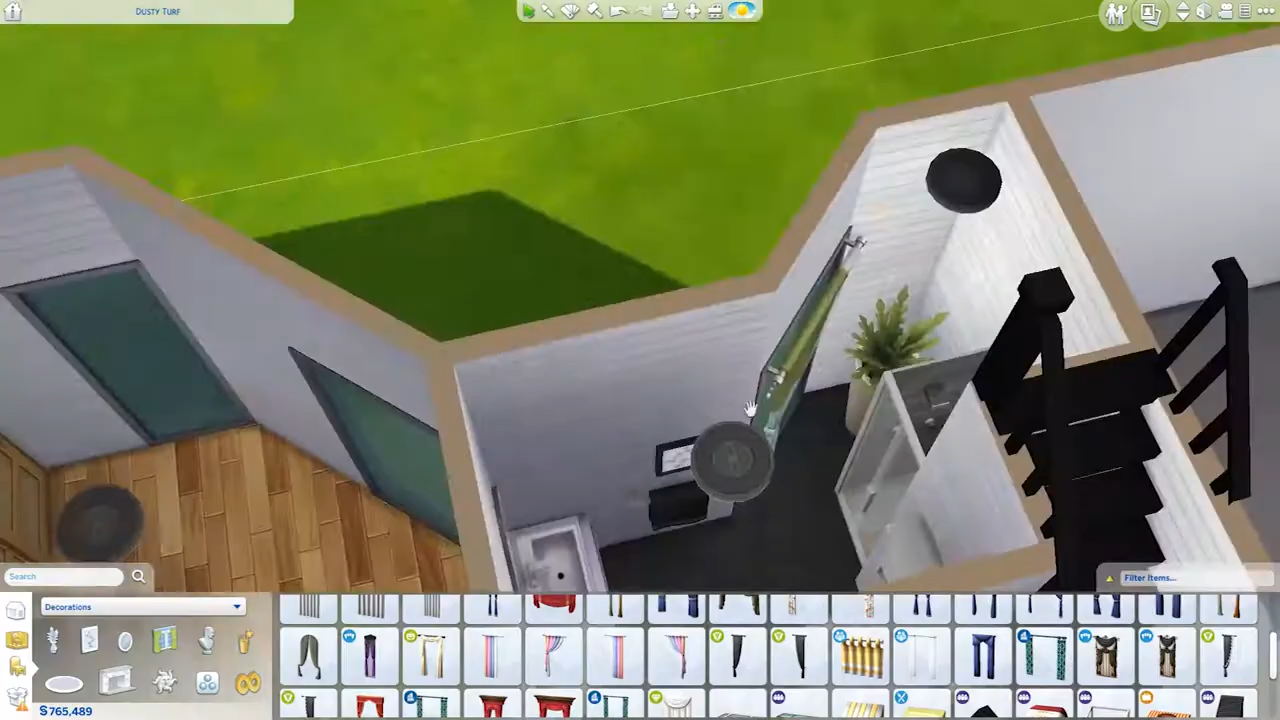 DUSTY TURF
Search
Filter Items...
Decorations
§765,489